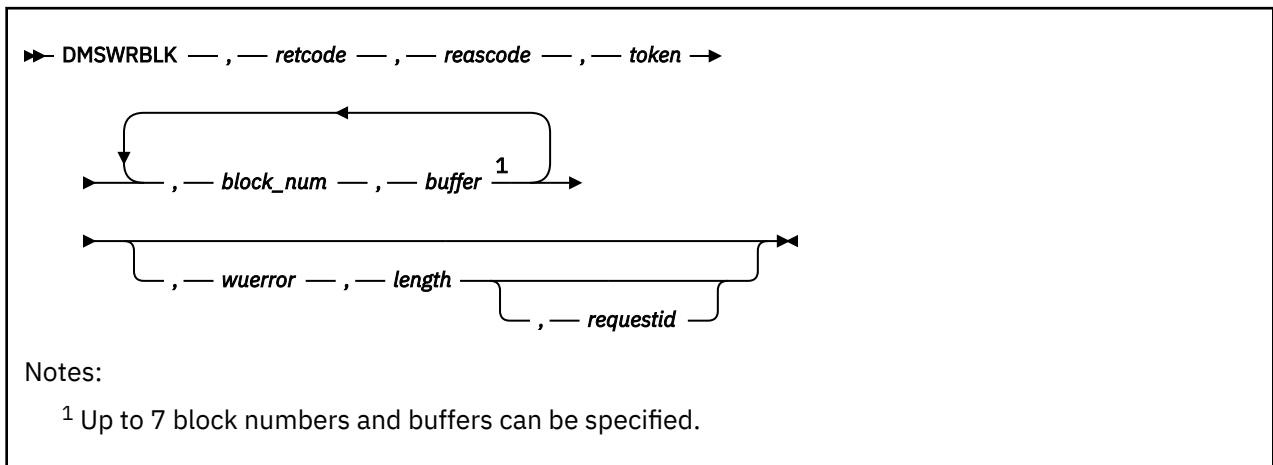 DMSWRBLK , retcode , reascode , token
, block_num , buffer 1
, wuerror , length
, requestid
Notes:
1 Up to 7 block numbers and buffers can be specified.